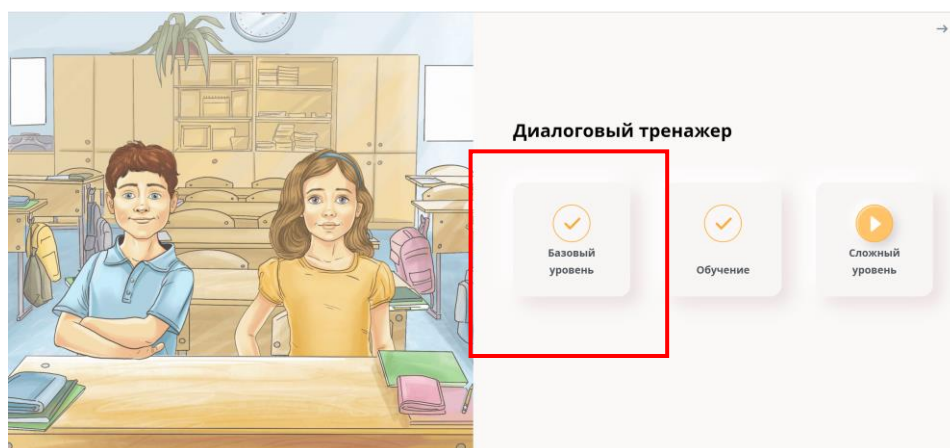 Диалоговый тренажер
Базовый
уровень
Обучение
Сложный
уровень